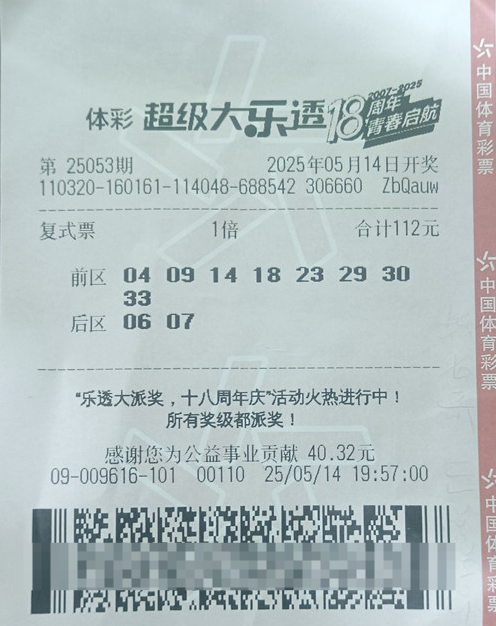 体彩 超级大乐透 18周年 2007-2025 青春启航
第 25053期 2025年05月14日开奖
110320-160161-114048-688542 306660 ZbQauw
复式票 1倍 合计112元
前区 04 09 14 18 23 29 30
33
后区 06 07
“乐透大派奖，十八周年庆”活动火热进行中！
所有奖级都派奖！
感谢您为公益事业贡献 40.32元
09-009616-101 00110 25/05/14 19:57:00
中国体育彩票
中国体育彩票
中国体育彩票